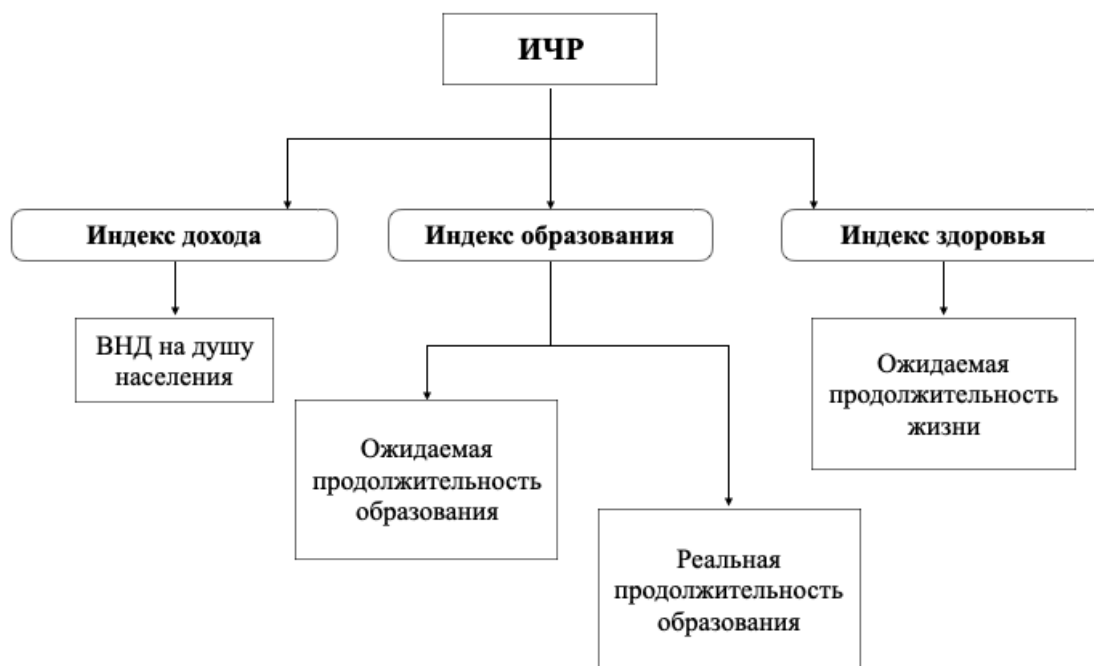 ИЧР
Индекс дохода
Индекс образования
Индекс здоровья
ВНД на душу
населения
Ожидаемая
продолжительность
образования
Реальная
продолжительность
образования
Ожидаемая
продолжительность
жизни